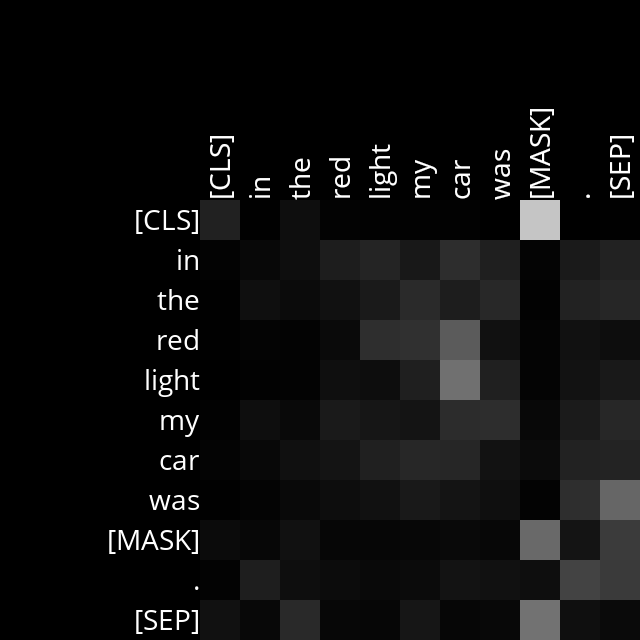 [CLS] in the red light my car was [MASK] . [SEP]
[CLS]
in
the
red
light
my
car
was
[MASK]
.
[SEP]